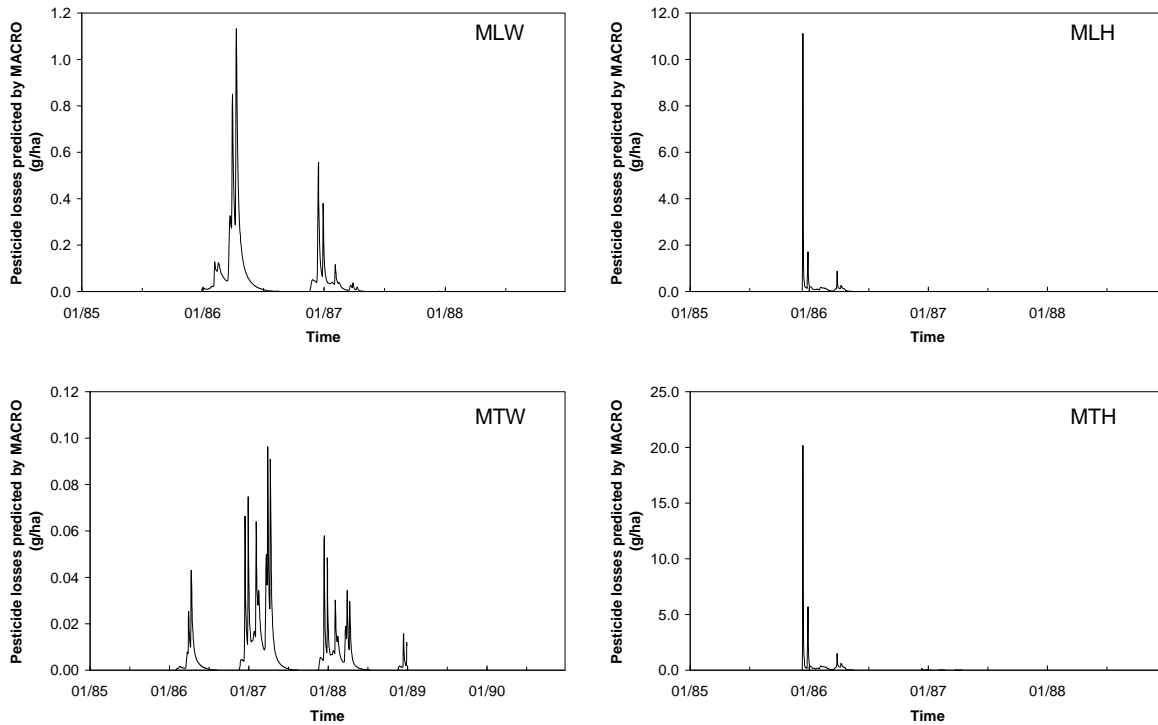 MLW
Pesticide losses predicted by MACRO
(g/ha)
1.2
1.0
0.8
0.6
0.4
0.2
0.0
01/85
01/86
01/87
01/88
Time
MLH
Pesticide losses predicted by MACRO
(g/ha)
12.0
10.0
8.0
6.0
4.0
2.0
0.0
01/85
01/86
01/87
01/88
Time
MTW
Pesticide losses predicted by MACRO
(g/ha)
0.12
0.10
0.08
0.06
0.04
0.02
0.00
01/85
01/86
01/87
01/88
01/89
01/90
Time
MTH
Pesticide losses predicted by MACRO
(g/ha)
25.0
20.0
15.0
10.0
5.0
0.0
01/85
01/86
01/87
01/88
Time